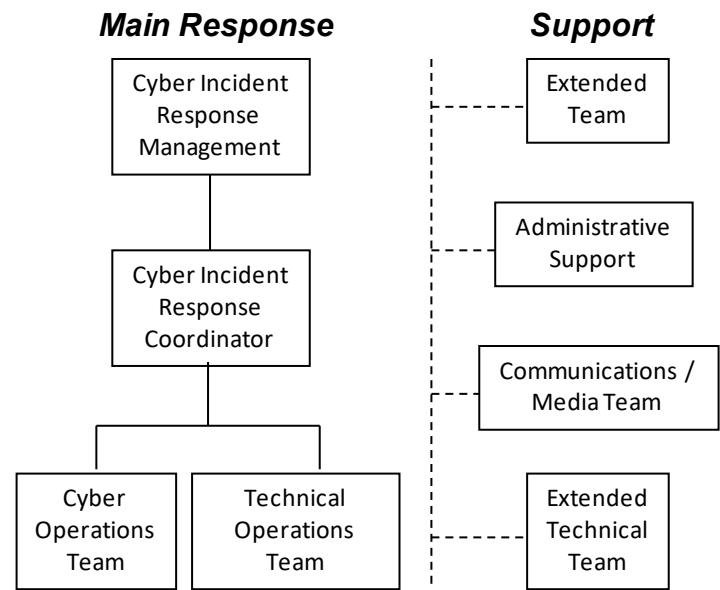 Main Response
Support
Cyber Incident
Response
Management
Extended
Team
Administrative
Support
Cyber Incident
Response
Coordinator
Communications /
Media Team
Cyber
Operations
Team
Technical
Operations
Team
Extended
Technical
Team